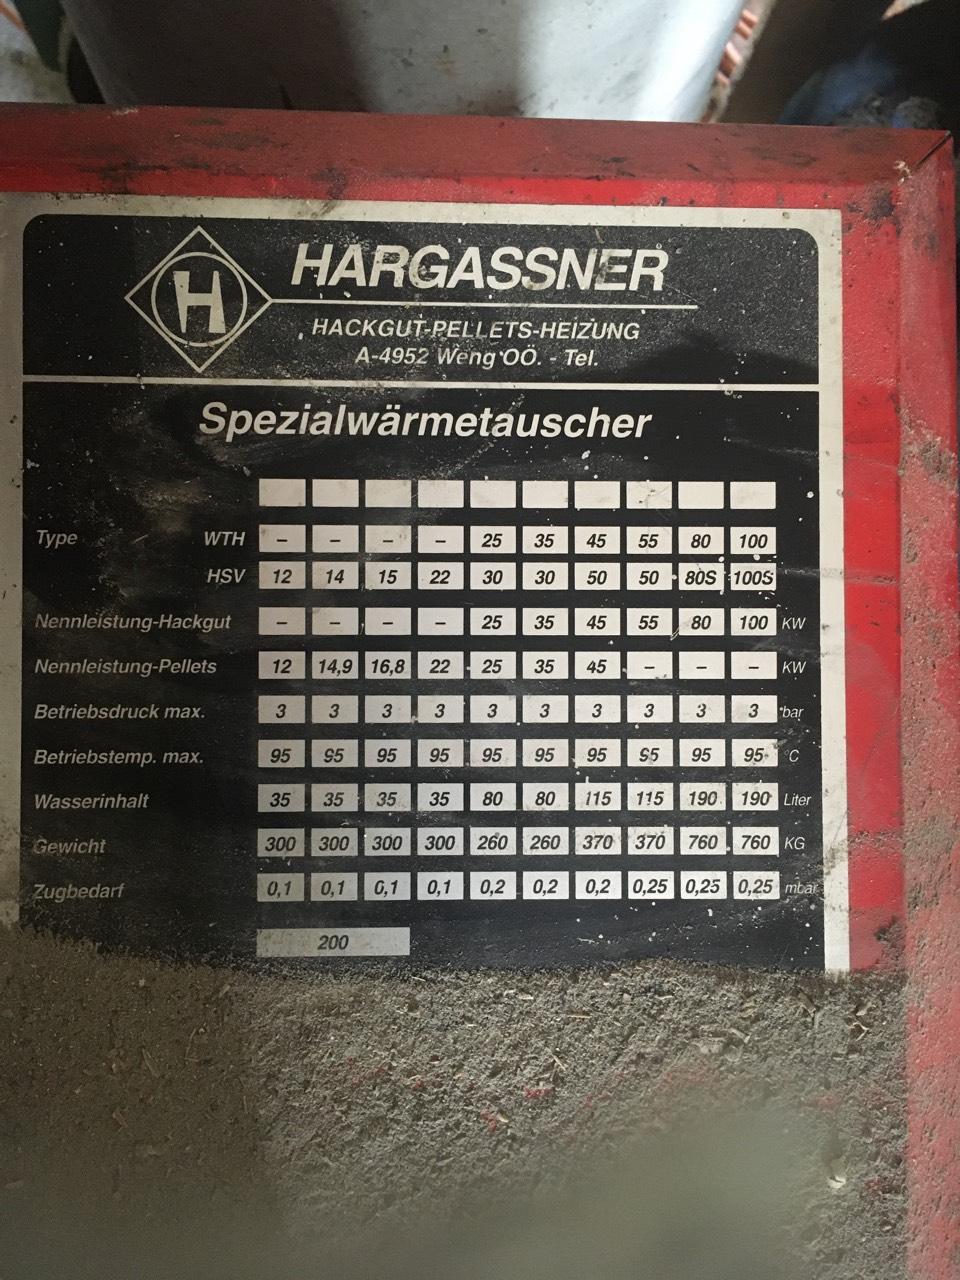 H
HARGASSNER
HACKGUT-PELLETS-HEIZUNG
A-4952 Weng OÖ. - Tel.
Spezialwärmetauscher
Type WTH – – – – 25 35 45 55 80 100
HSV 12 14 15 22 30 30 50 50 80S 100S
Nennleistung-Hackgut – – – – 25 35 45 55 80 100 KW
Nennleistung-Pellets 12 14,9 16,8 22 25 35 45 – – – KW
Betriebsdruck max. 3 3 3 3 3 3 3 3 3 3 bar
Betriebstemp. max. 95 95 95 95 95 95 95 95 95 95 °C
Wasserinhalt 35 35 35 35 80 80 115 115 190 190 Liter
Gewicht 300 300 300 300 260 260 370 370 760 760 KG
Zugbedarf 0,1 0,1 0,1 0,1 0,2 0,2 0,2 0,25 0,25 0,25 mbar
200